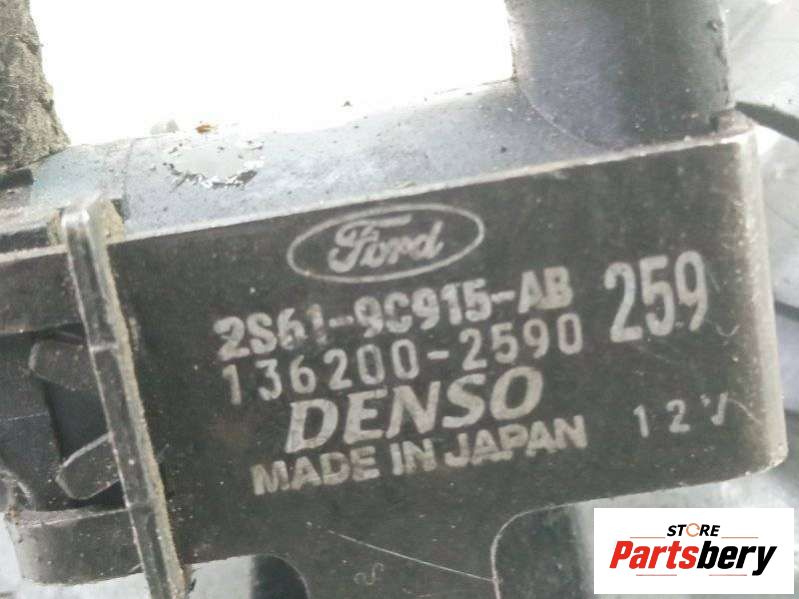 Ford
2S61-9C915-AB 259
136200-2590
DENSO 12V
MADE IN JAPAN
STORE
Partsbery